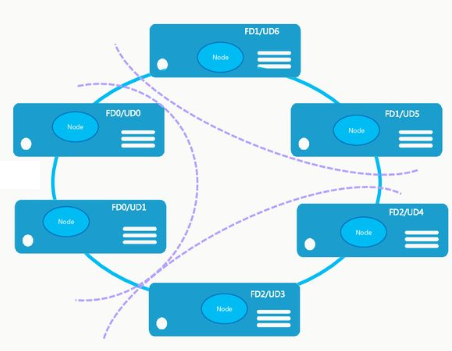 FD1/UD6
Node
FD0/UD0
Node
FD1/UD5
Node
FD0/UD1
Node
FD2/UD4
Node
FD2/UD3
Node